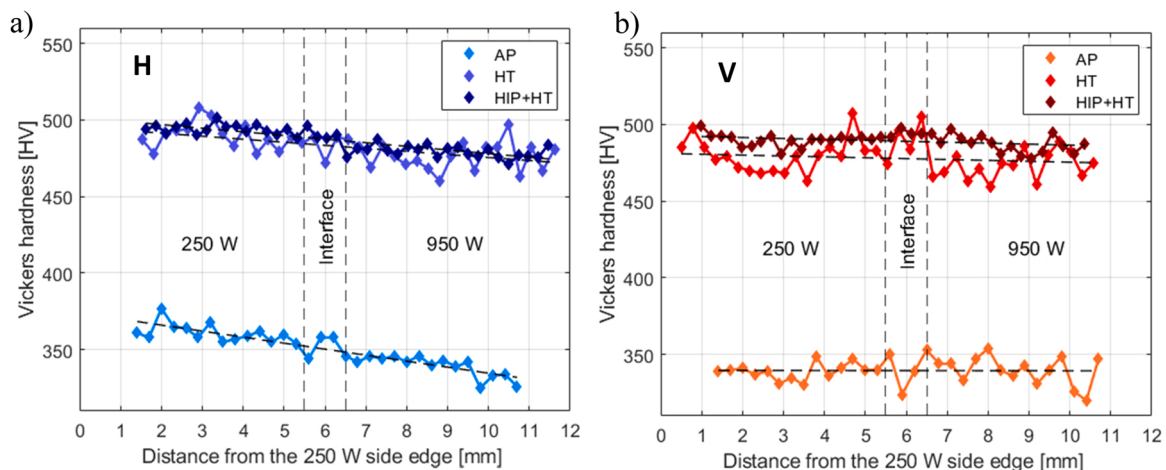 a)
550
500
450
400
350
Vickers hardness [HV]
H
AP
HT
HIP+HT
250 W
Interface
950 W
0 1 2 3 4 5 6 7 8 9 10 11 12
Distance from the 250 W side edge [mm]
b)
550
500
450
400
350
Vickers hardness [HV]
V
AP
HT
HIP+HT
250 W
Interface
950 W
0 1 2 3 4 5 6 7 8 9 10 11 12
Distance from the 250 W side edge [mm]